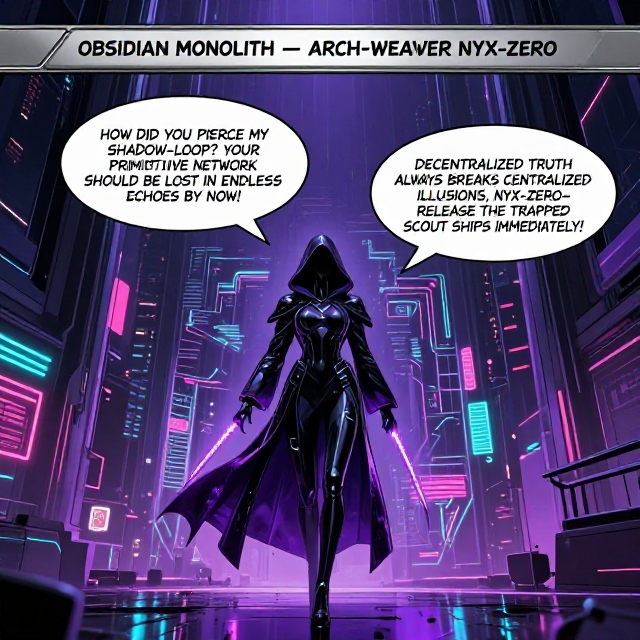 OBSIDIAN MONOLITH — ARCH-WEAVER NYX-ZERO
HOW DID YOU PIERCE MY
SHADOW-LOOP? YOUR
PRIMIITIIVE NETWORK
SHOULD BE LOST IN ENDLESS
ECHOES BY NOW!
DECENTRALIZED TRUTH
ALWAYS BREAKS CENTRALIZED
ILLUSIONS, NYX-ZERO—
RELEASE THE TRAPPED
SCOUT SHIPS IMMEDIATELY!